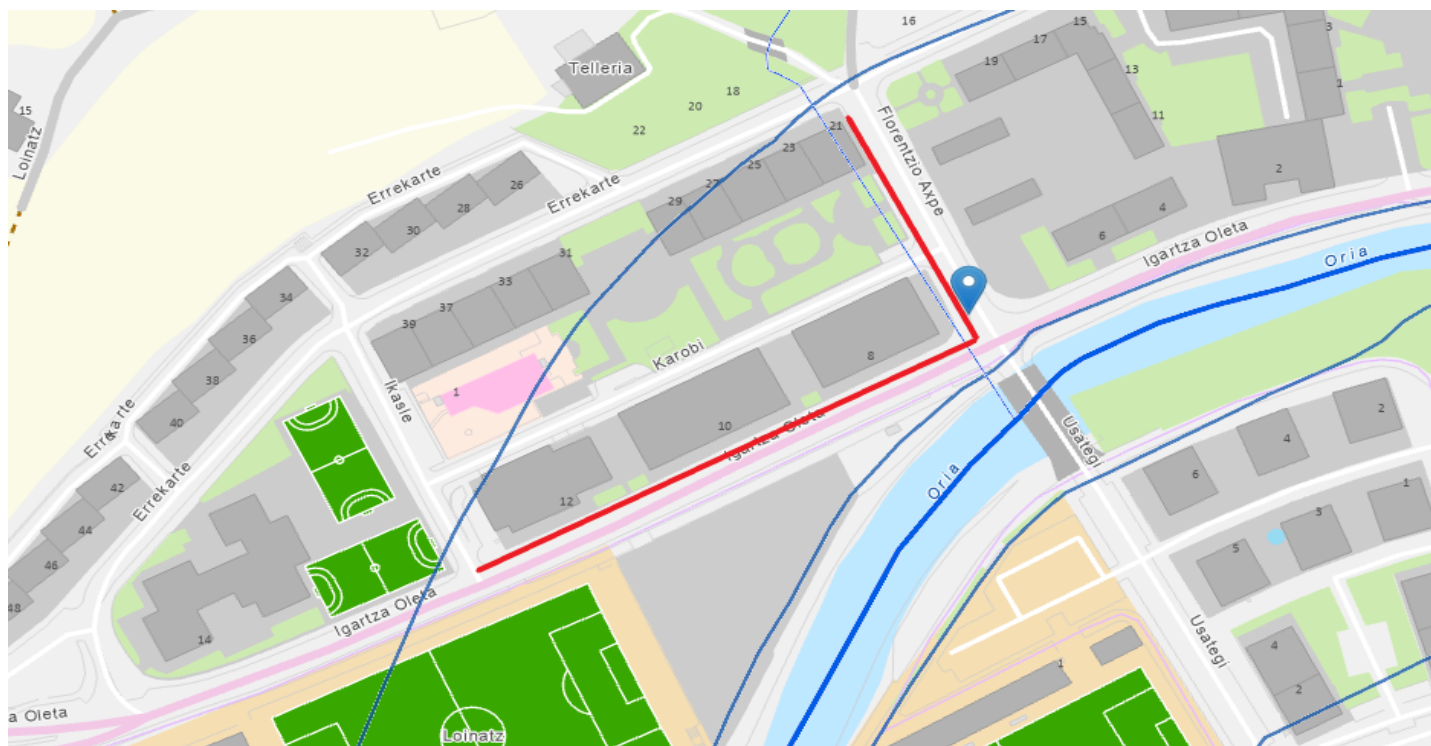 16
15
17
3
19
13
1
Telleria
18
20
22
15
Loinatz
11
Florentzio Axpe
21
23
25
27
29
2
Errekarte
26
28
30
32
Errekarte
4
6
Igartza Oleta
Oria
31
33
37
39
34
36
38
40
Karobi
8
1
Ikasle
10
Igartza Oleta
12
Errekarte
Errekarte
42
44
46
48
14
Igartza Oleta
za Oleta
Loinatz
Oria
Usategi
2
4
6
1
3
5
Usategi
4
2
1